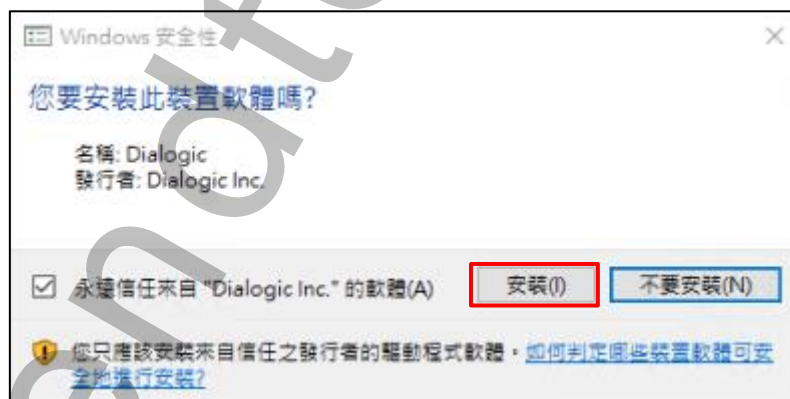 Windows 安全性
您要安裝此裝置軟體嗎?
名稱: Dialogic
發行者: Dialogic Inc.
永遠信任來自 "Dialogic Inc." 的軟體(A)
安裝(I)
不要安裝(N)
您只應該安裝來自信任之發行者的驅動程式軟體。如何判定哪些裝置軟體可安
全地進行安裝?